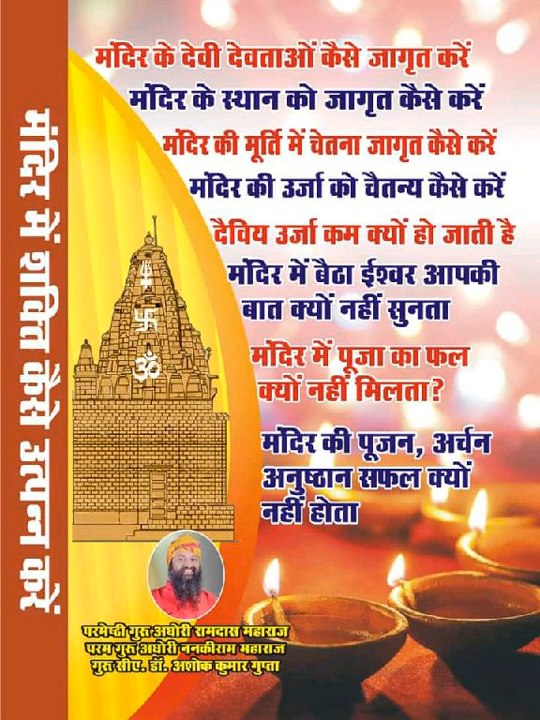 मंदिर में शक्ति कैसे उत्पन्न करें
मंदिर के देवी देवताओं कैसे जागृत करें
मंदिर के स्थान को जागृत कैसे करें
मंदिर की मूर्ति में चेतना जागृत कैसे करें
मंदिर की उर्जा को चैतन्य कैसे करें
दैविय उर्जा कम क्यों हो जाती है
मंदिर में बैठा ईश्वर आपकी
बात क्यों नहीं सुनता
मंदिर में पूजा का फल
क्यों नहीं मिलता?
मंदिर की पूजन, अर्चन
अनुष्ठान सफल क्यों
नहीं होता
ॐ
परमेष्ठी गुरु अघोरी रामदास महाराज
परम गुरु अघोरी ननकीराम महाराज
गुरु सीए. डॉ. अशोक कुमार गुप्ता